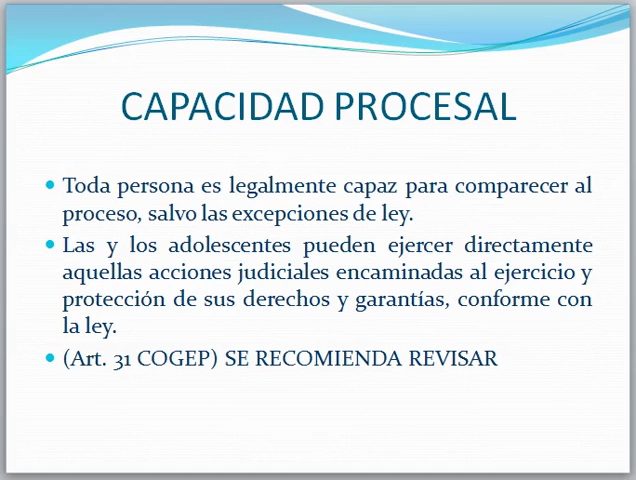 CAPACIDAD PROCESAL
• Toda persona es legalmente capaz para comparecer al
proceso, salvo las excepciones de ley.
• Las y los adolescentes pueden ejercer directamente
aquellas acciones judiciales encaminadas al ejercicio y
protección de sus derechos y garantías, conforme con
la ley.
• (Art. 31 COGEP) SE RECOMIENDA REVISAR